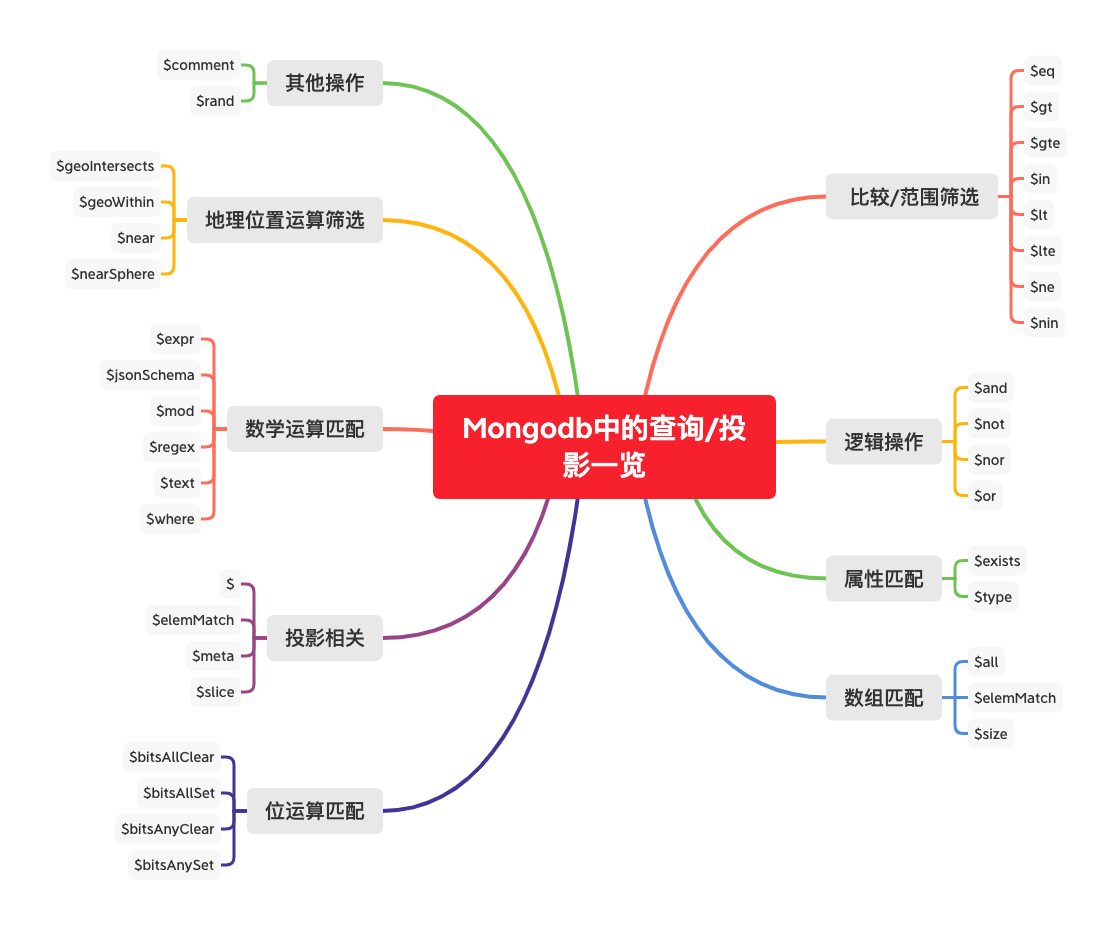 Mongodb中的查询/投
影一览
比较/范围筛选
$eq
$gt
$gte
$in
$lt
$lte
$ne
$nin
逻辑操作
$and
$not
$nor
$or
属性匹配
$exists
$type
数组匹配
$all
$elemMatch
$size
其他操作
$comment
$rand
地理位置运算筛选
$geoIntersects
$geoWithin
$near
$nearSphere
数学运算匹配
$expr
$jsonSchema
$mod
$regex
$text
$where
投影相关
$
$elemMatch
$meta
$slice
位运算匹配
$bitsAllClear
$bitsAllSet
$bitsAnyClear
$bitsAnySet